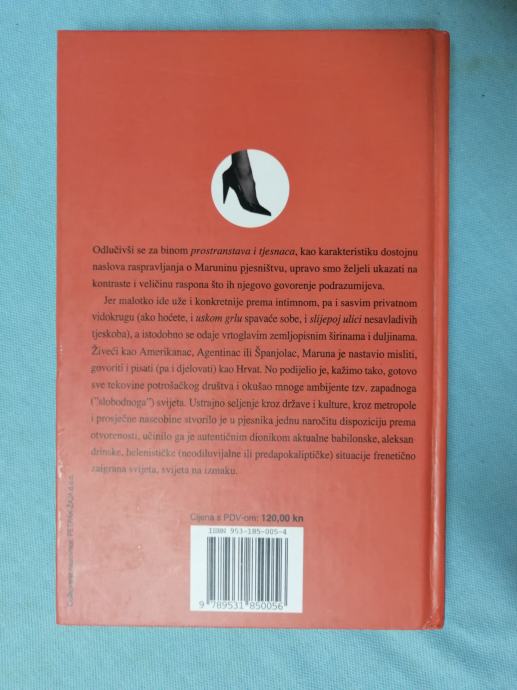 Odlučivši se za binom prostranstava i tjesnaca, kao karakteristiku dostojnu
naslova raspravljanja o Maruninu pjesništvu, upravo smo željeli ukazati na
kontraste i veličinu raspona što ih njegovo govorenje podrazumijeva.
Jer malotko ide uže i konkretnije prema intimnom, pa i sasvim privatnom
vidokrugu (ako hoćete, i uskom grlu spavaće sobe, i slijepoj ulici nesavladivih
tjeskoba), a istodobno se odaje vrtoglavim zemljopisnim širinama i duljinama.
Živeći kao Amerikanac, Agentinac ili Španjolac, Maruna je nastavio misliti,
govoriti i pisati (pa i djelovati) kao Hrvat. No podijelio je, kažimo tako, gotovo
sve tekovine potrošačkog društva i okušao mnoge ambijente tzv. zapadnoga
("slobodnoga") svijeta. Ustrajno seljenje kroz države i kulture, kroz metropole
i prosječne naseobine stvorilo je u pjesnika jednu naročitu dispoziciju prema
otvorenosti, učinilo ga je autentičnim dionikom aktualne babilonske, aleksan
drinske, helenističke (neodiluvijalne ili predapokaliptičke) situacije frenetično
zaigrana svijeta, svijeta na izmaku.
Cijena s PDV-om: 120,00 kn
ISBN 953-185-005-4
9 789531 850056